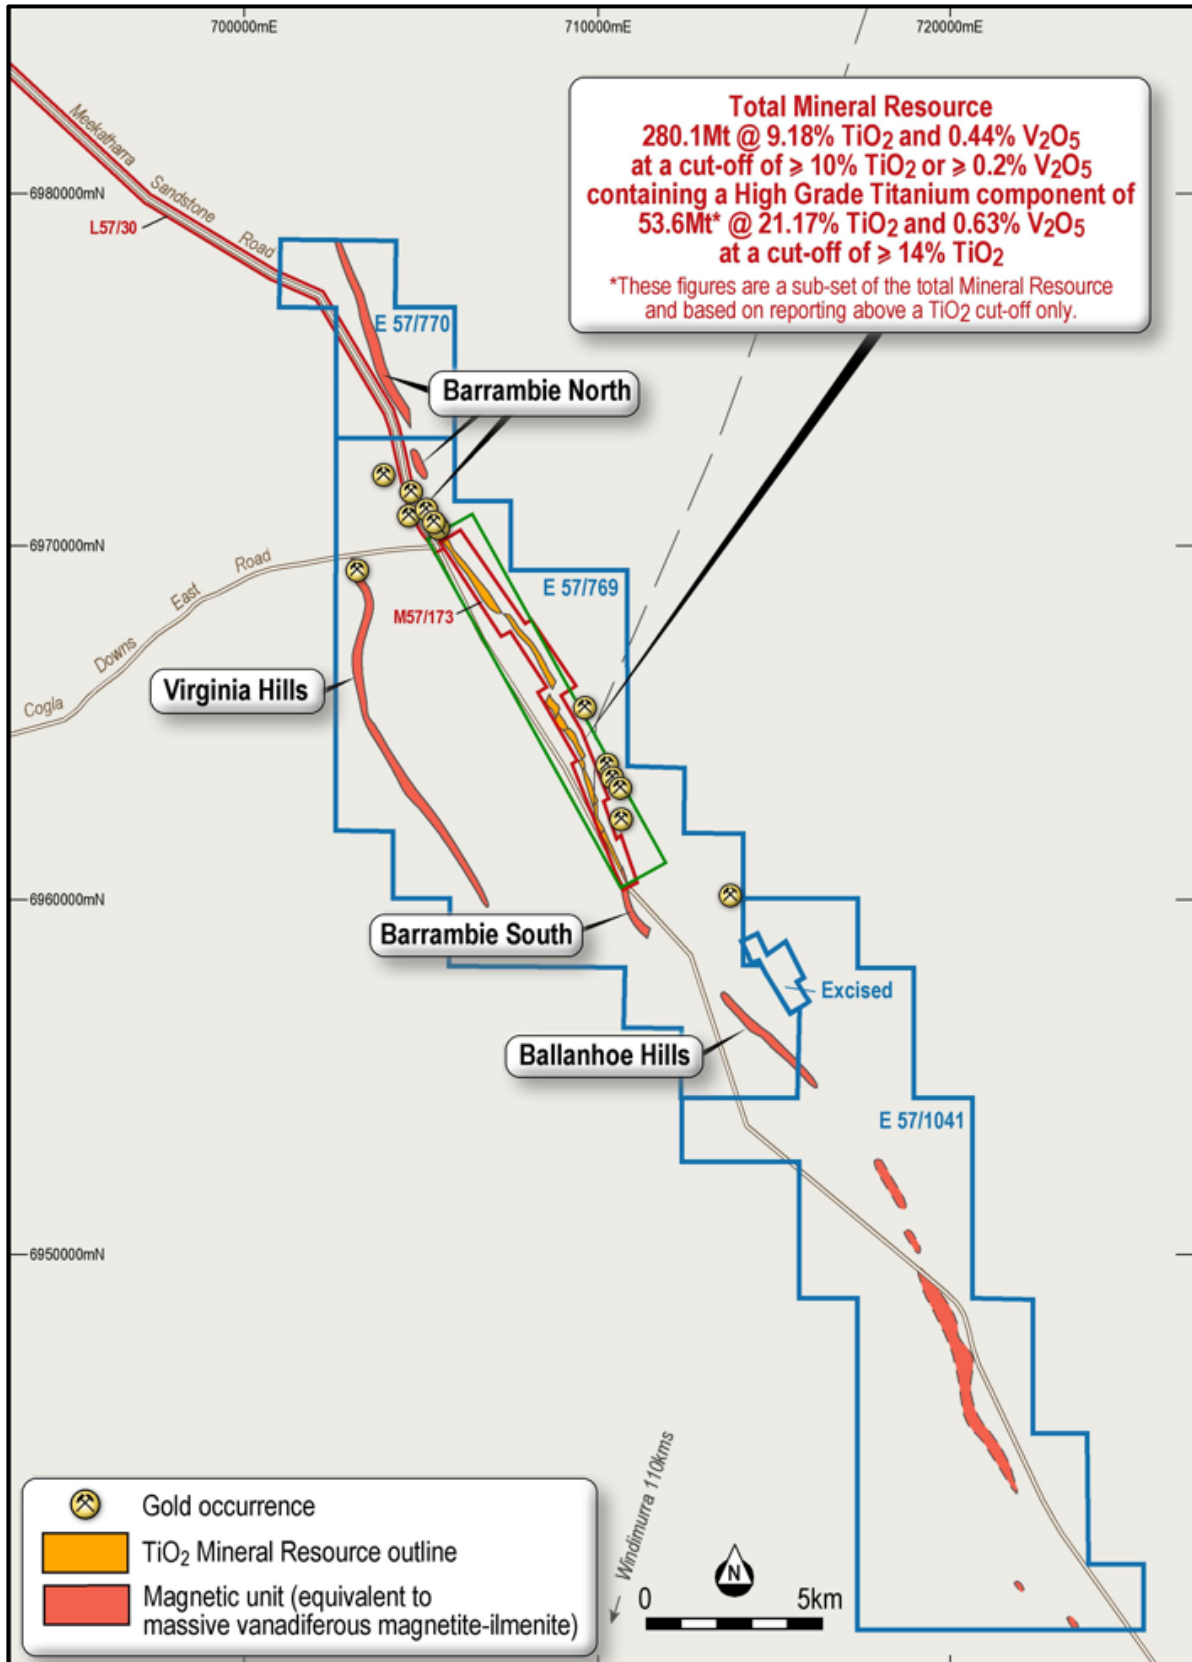 700000mE
710000mE
720000mE
Total Mineral Resource
280.1Mt @ 9.18% TiO₂ and 0.44% V₂O₅
at a cut-off of ⩾ 10% TiO₂ or ⩾ 0.2% V₂O₅
containing a High Grade Titanium component of
53.6Mt* @ 21.17% TiO₂ and 0.63% V₂O₅
at a cut-off of ⩾ 14% TiO₂
*These figures are a sub-set of the total Mineral Resource
and based on reporting above a TiO₂ cut-off only.
Meekatharra
Sandstone
Road
6980000mN
L57/30
E 57/770
Barrambie North
6970000mN
Cogla Downs East Road
E 57/769
M57/173
Virginia Hills
6960000mN
Barrambie South
Excised
Ballanhoe Hills
E 57/1041
6950000mN
Windimurra 110kms
Gold occurrence
TiO₂ Mineral Resource outline
Magnetic unit (equivalent to
massive vanadiferous magnetite-ilmenite)
N
0 5km